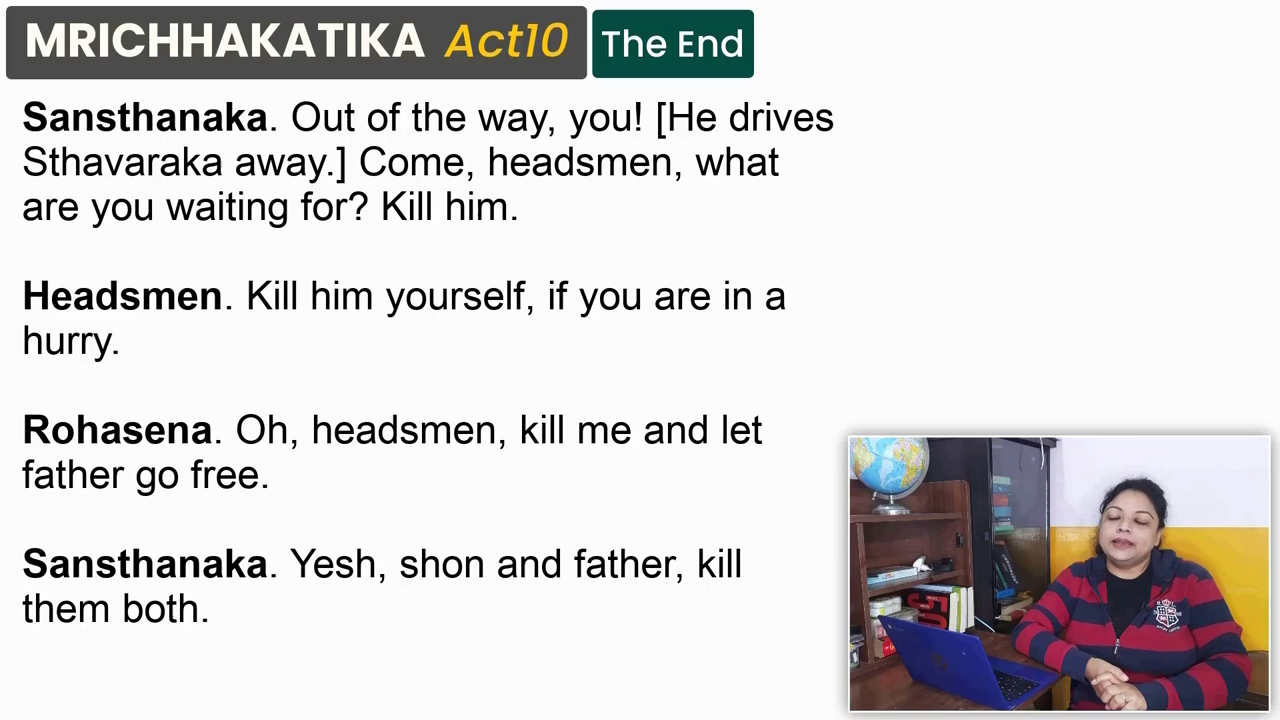 MRICHHAKATIKA Act10 The End
Sansthanaka. Out of the way, you! [He drives
Sthavaraka away.] Come, headsmen, what
are you waiting for? Kill him.
Headsmen. Kill him yourself, if you are in a
hurry.
Rohasena. Oh, headsmen, kill me and let
father go free.
Sansthanaka. Yesh, shon and father, kill
them both.